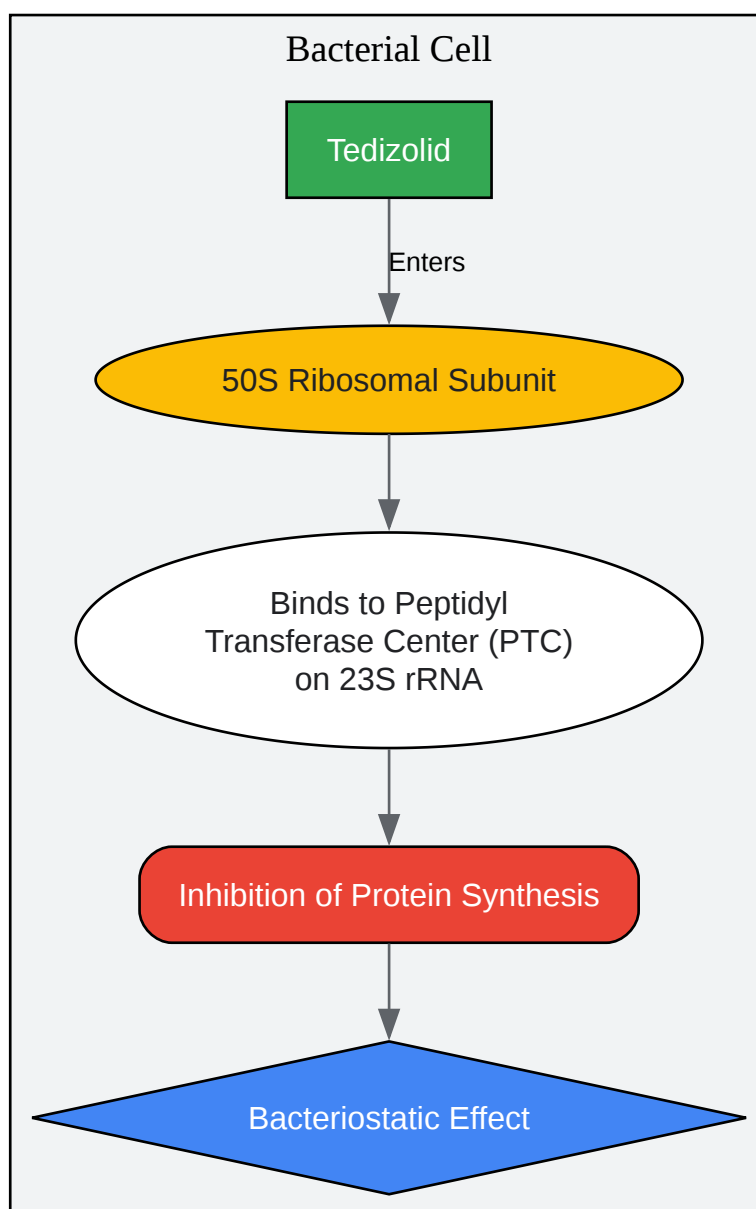 Bacterial Cell
Tedizolid
Enters
50S Ribosomal Subunit
Binds to Peptidyl
Transferase Center (PTC)
on 23S rRNA
Inhibition of Protein Synthesis
Bacteriostatic Effect